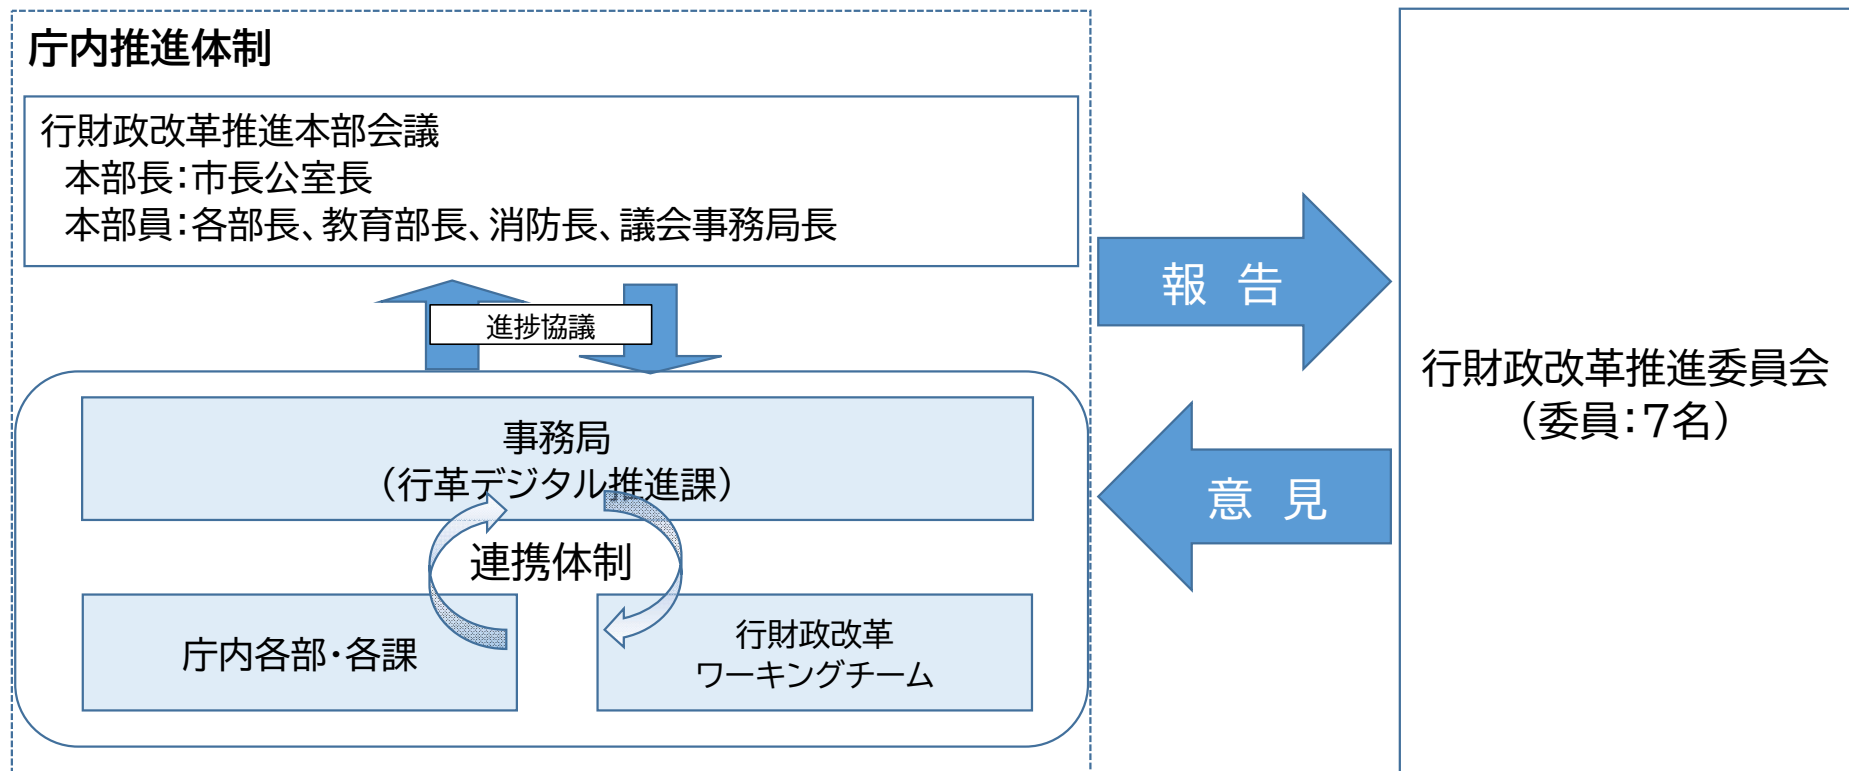 庁内推進体制
行財政改革推進本部会議
本部長：市長公室長
本部員：各部長、教育部長、消防長、議会事務局長
進捗協議
事務局
（行革デジタル推進課）
連携体制
庁内各部・各課
行財政改革
ワーキングチーム
報　告
意　見
行財政改革推進委員会
（委員：7名）